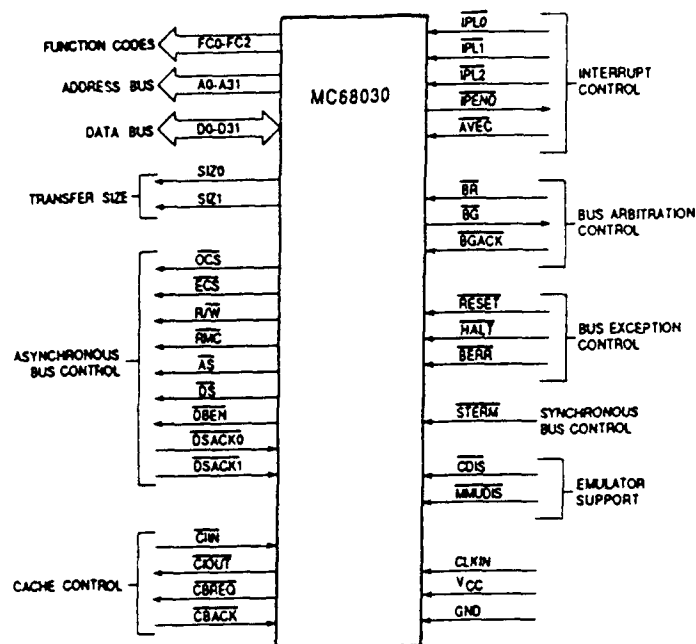 FUNCTION CODES
FC0-FC2
ADDRESS BUS
A0-A31
DATA BUS
D0-D31
TRANSFER SIZE
SIZ0
SIZ1
ASYNCHRONOUS
BUS CONTROL
OCS
ECS
R/W
RMC
AS
DS
DBEN
DSACK0
DSACK1
CACHE CONTROL
CIIN
CIOUT
CBREQ
CBACK
MC68030
IPL0
IPL1
IPL2
IPEND
AVEC
INTERRUPT
CONTROL
BR
BG
BGACK
BUS ARBITRATION
CONTROL
RESET
HALT
BERR
BUS EXCEPTION
CONTROL
STERM
SYNCHRONOUS
BUS CONTROL
CDIS
MMUDIS
EMULATOR
SUPPORT
CLKIN
VCC
GND